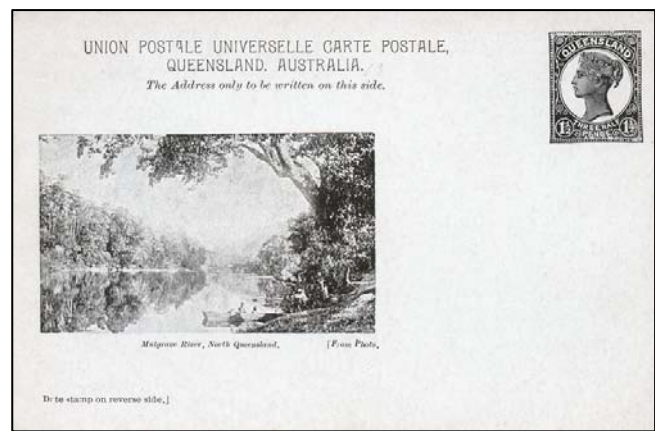 UNION POSTALE UNIVERSELLE CARTE POSTALE,
QUEENSLAND. AUSTRALIA.
The Address only to be written on this side.
QUEENSLAND
THREE HALF
1½ PENCE 1½
Mulgrave River, North Queensland.
[From Photo,
Date stamp on reverse side.]